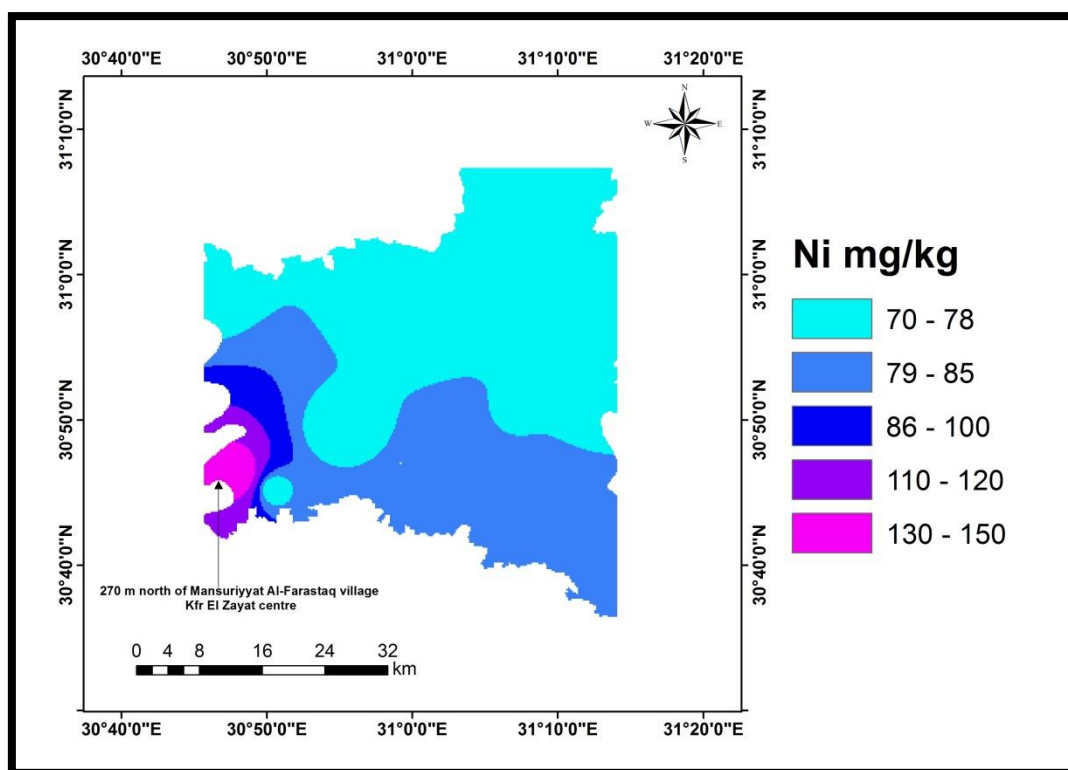 30°40'0"E 30°50'0"E 31°0'0"E 31°10'0"E 31°20'0"E
N
W E
S
31°10'0"N 31°10'0"N
31°0'0"N 31°0'0"N
30°50'0"N 30°50'0"N
30°40'0"N 30°40'0"N
270 m north of Mansuriyyat Al-Farastaq village
Kfr El Zayat centre
0 4 8 16 24 32
km
30°40'0"E 30°50'0"E 31°0'0"E 31°10'0"E 31°20'0"E
Ni mg/kg
70 - 78
79 - 85
86 - 100
110 - 120
130 - 150